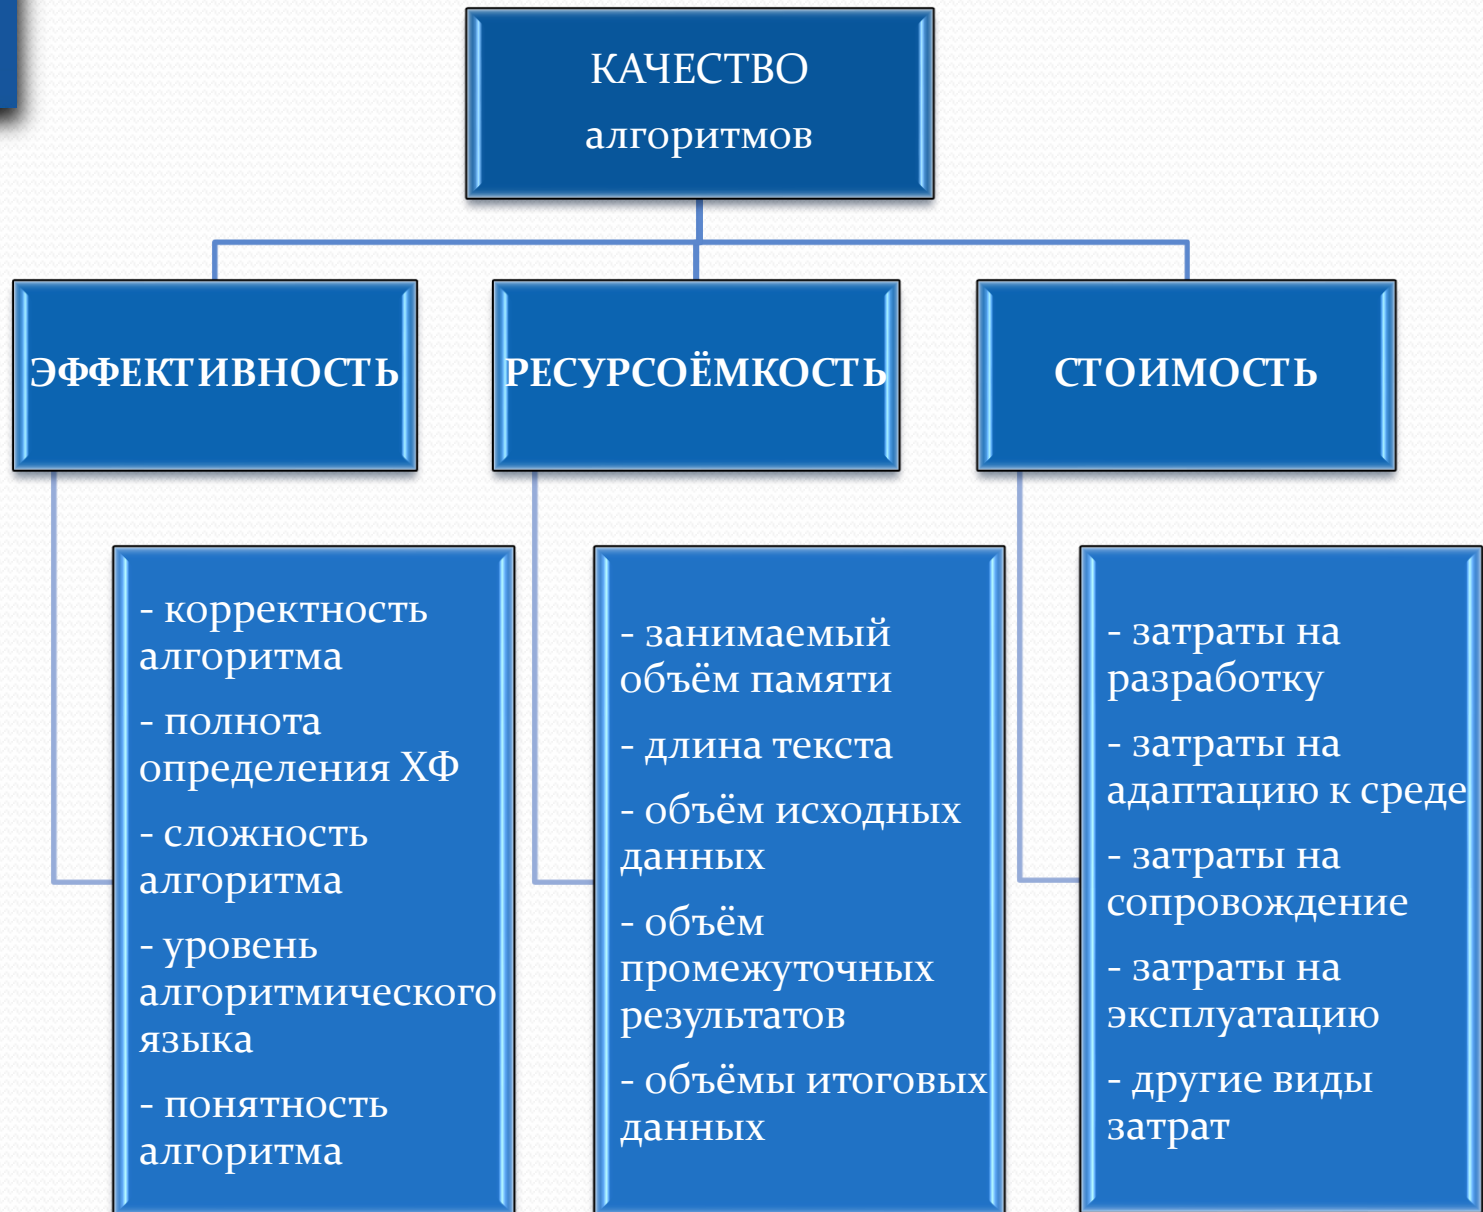 КАЧЕСТВО
алгоритмов
ЭФФЕКТИВНОСТЬ
РЕСУРСОЁМКОСТЬ
СТОИМОСТЬ
- корректность
алгоритма
- полнота
определения ХФ
- сложность
алгоритма
- уровень
алгоритмического
языка
- понятность
алгоритма
- занимаемый
объём памяти
- длина текста
- объём исходных
данных
- объём
промежуточных
результатов
- объёмы итоговых
данных
- затраты на
разработку
- затраты на
адаптацию к среде
- затраты на
сопровождение
- затраты на
эксплуатацию
- другие виды
затрат